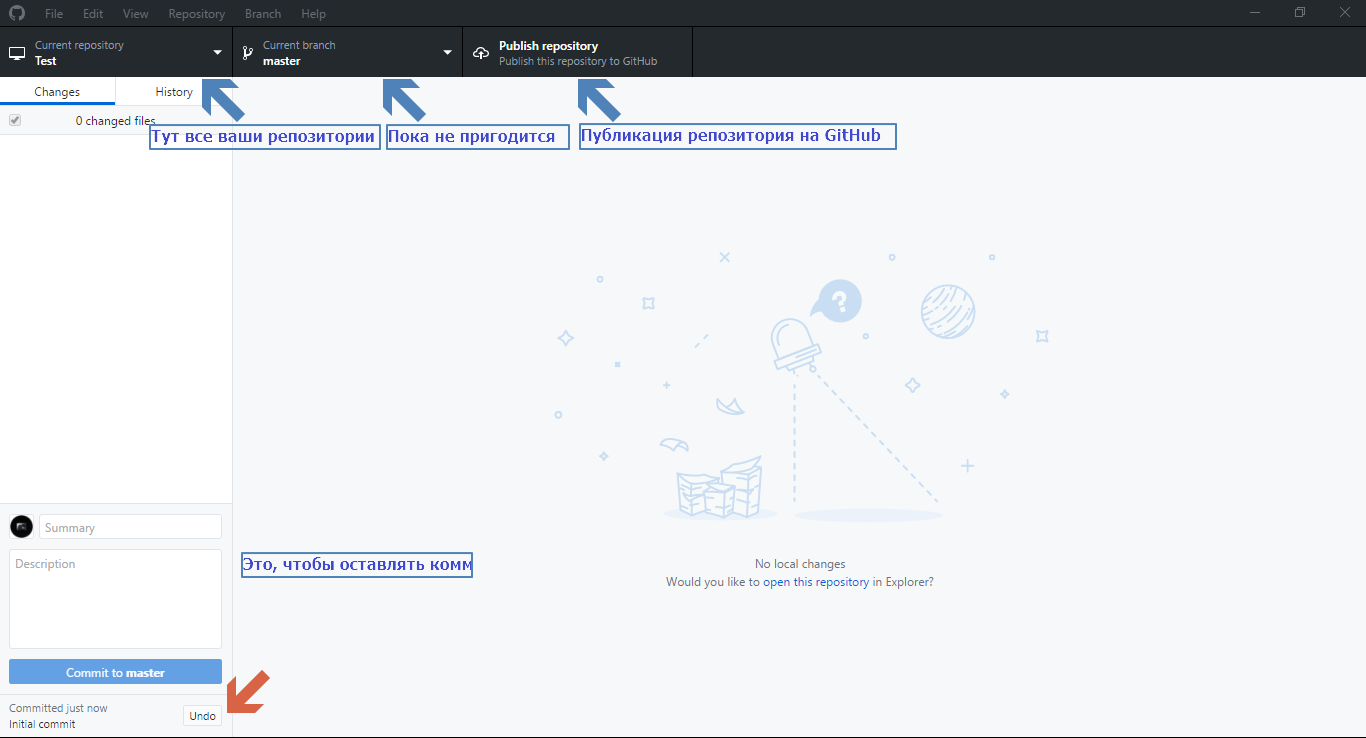 File Edit View Repository Branch Help
Current repository
Test
Current branch
master
Publish repository
Publish this repository to GitHub
Changes History
0 changed files
Тут все ваши репозитории
Пока не пригодится
Публикация репозитория на GitHub
?
Summary
Description
Это, чтобы оставлять комм
No local changes
Would you like to open this repository in Explorer?
Commit to master
Committed just now
Initial commit
Undo